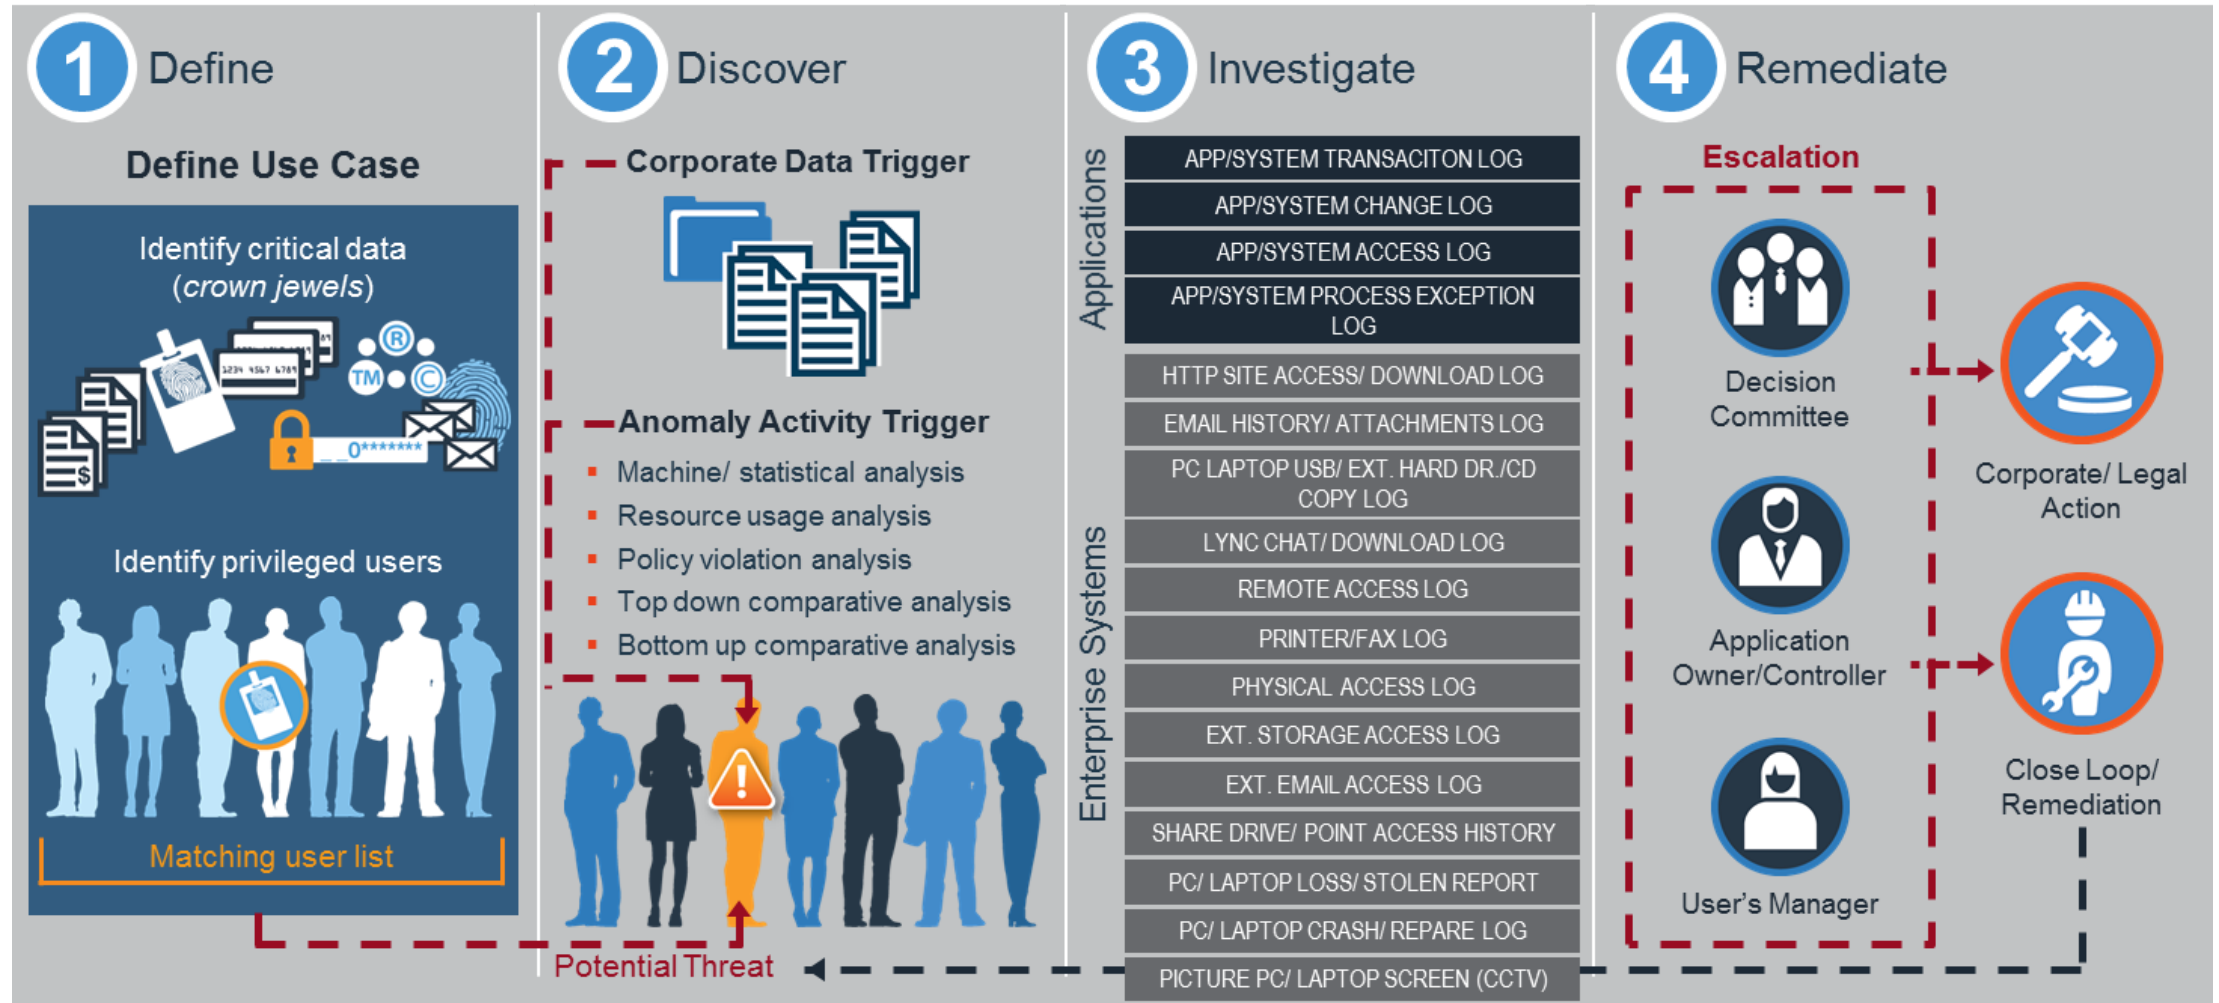 1 Define
Define Use Case
Identify critical data
(crown jewels)
1234 4567 6789
®
TM
©
$
_ _0*******
Identify privileged users
Matching user list
2 Discover
Corporate Data Trigger
Anomaly Activity Trigger
Machine/ statistical analysis
Resource usage analysis
Policy violation analysis
Top down comparative analysis
Bottom up comparative analysis
!
Potential Threat
3 Investigate
Applications
APP/SYSTEM TRANSACITON LOG
APP/SYSTEM CHANGE LOG
APP/SYSTEM ACCESS LOG
APP/SYSTEM PROCESS EXCEPTION
LOG
Enterprise Systems
HTTP SITE ACCESS/ DOWNLOAD LOG
EMAIL HISTORY/ ATTACHMENTS LOG
PC LAPTOP USB/ EXT. HARD DR./CD
COPY LOG
LYNC CHAT/ DOWNLOAD LOG
REMOTE ACCESS LOG
PRINTER/FAX LOG
PHYSICAL ACCESS LOG
EXT. STORAGE ACCESS LOG
EXT. EMAIL ACCESS LOG
SHARE DRIVE/ POINT ACCESS HISTORY
PC/ LAPTOP LOSS/ STOLEN REPORT
PC/ LAPTOP CRASH/ REPARE LOG
PICTURE PC/ LAPTOP SCREEN (CCTV)
4 Remediate
Escalation
Decision
Committee
Application
Owner/Controller
User's Manager
Corporate/ Legal
Action
Close Loop/
Remediation